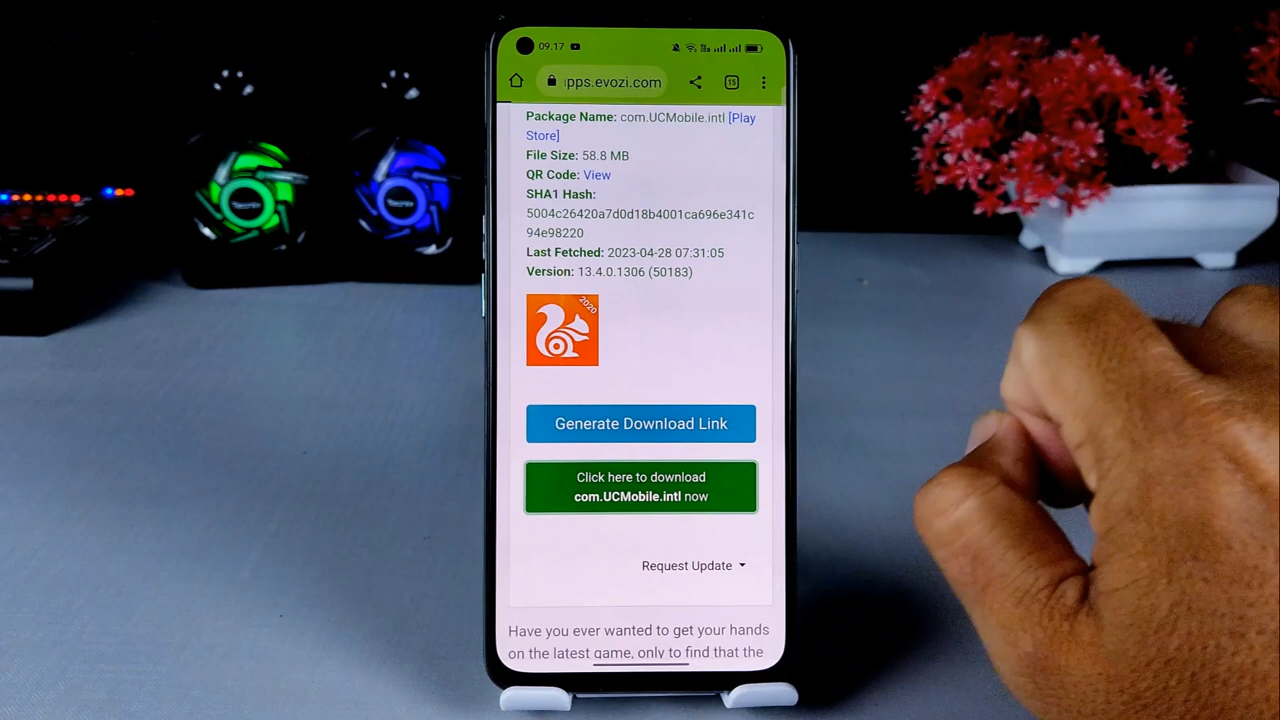 09.17
ıpps.evozi.com
15
Package Name: com.UCMobile.intl [Play
Store]
File Size: 58.8 MB
QR Code: View
SHA1 Hash:
5004c26420a7d0d18b4001ca696e341c
94e98220
Last Fetched: 2023-04-28 07:31:05
Version: 13.4.0.1306 (50183)
2020
Generate Download Link
Click here to download
com.UCMobile.intl now
Request Update
Have you ever wanted to get your hands
on the latest game, only to find that the